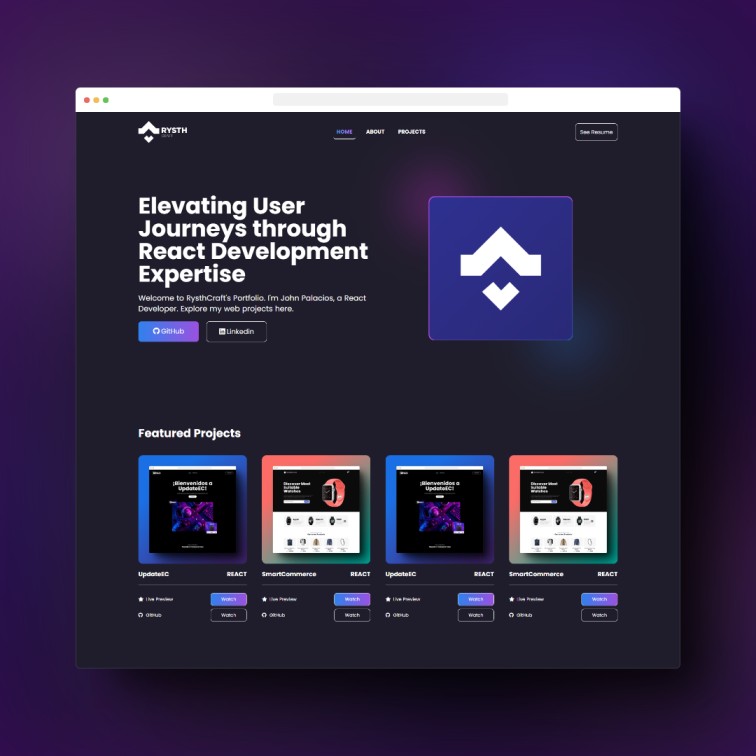 RYSTH
HOME ABOUT PROJECTS
See Resume
Elevating User
Journeys through
React Development
Expertise
Welcome to RysthCraft's Portfolio. I'm John Palacios, a React
Developer. Explore my web projects here.
GitHub LinkedIn
Featured Projects
¡Bienvenidos a
UpdateEC!
Discover Most
Suitable
Watches
¡Bienvenidos a
UpdateEC!
Discover Most
Suitable
Watches
UpdateEC REACT
SmartCommerce REACT
UpdateEC REACT
SmartCommerce REACT
Live Preview Watch
GitHub Watch
Live Preview Watch
GitHub Watch
Live Preview Watch
GitHub Watch
Live Preview Watch
GitHub Watch